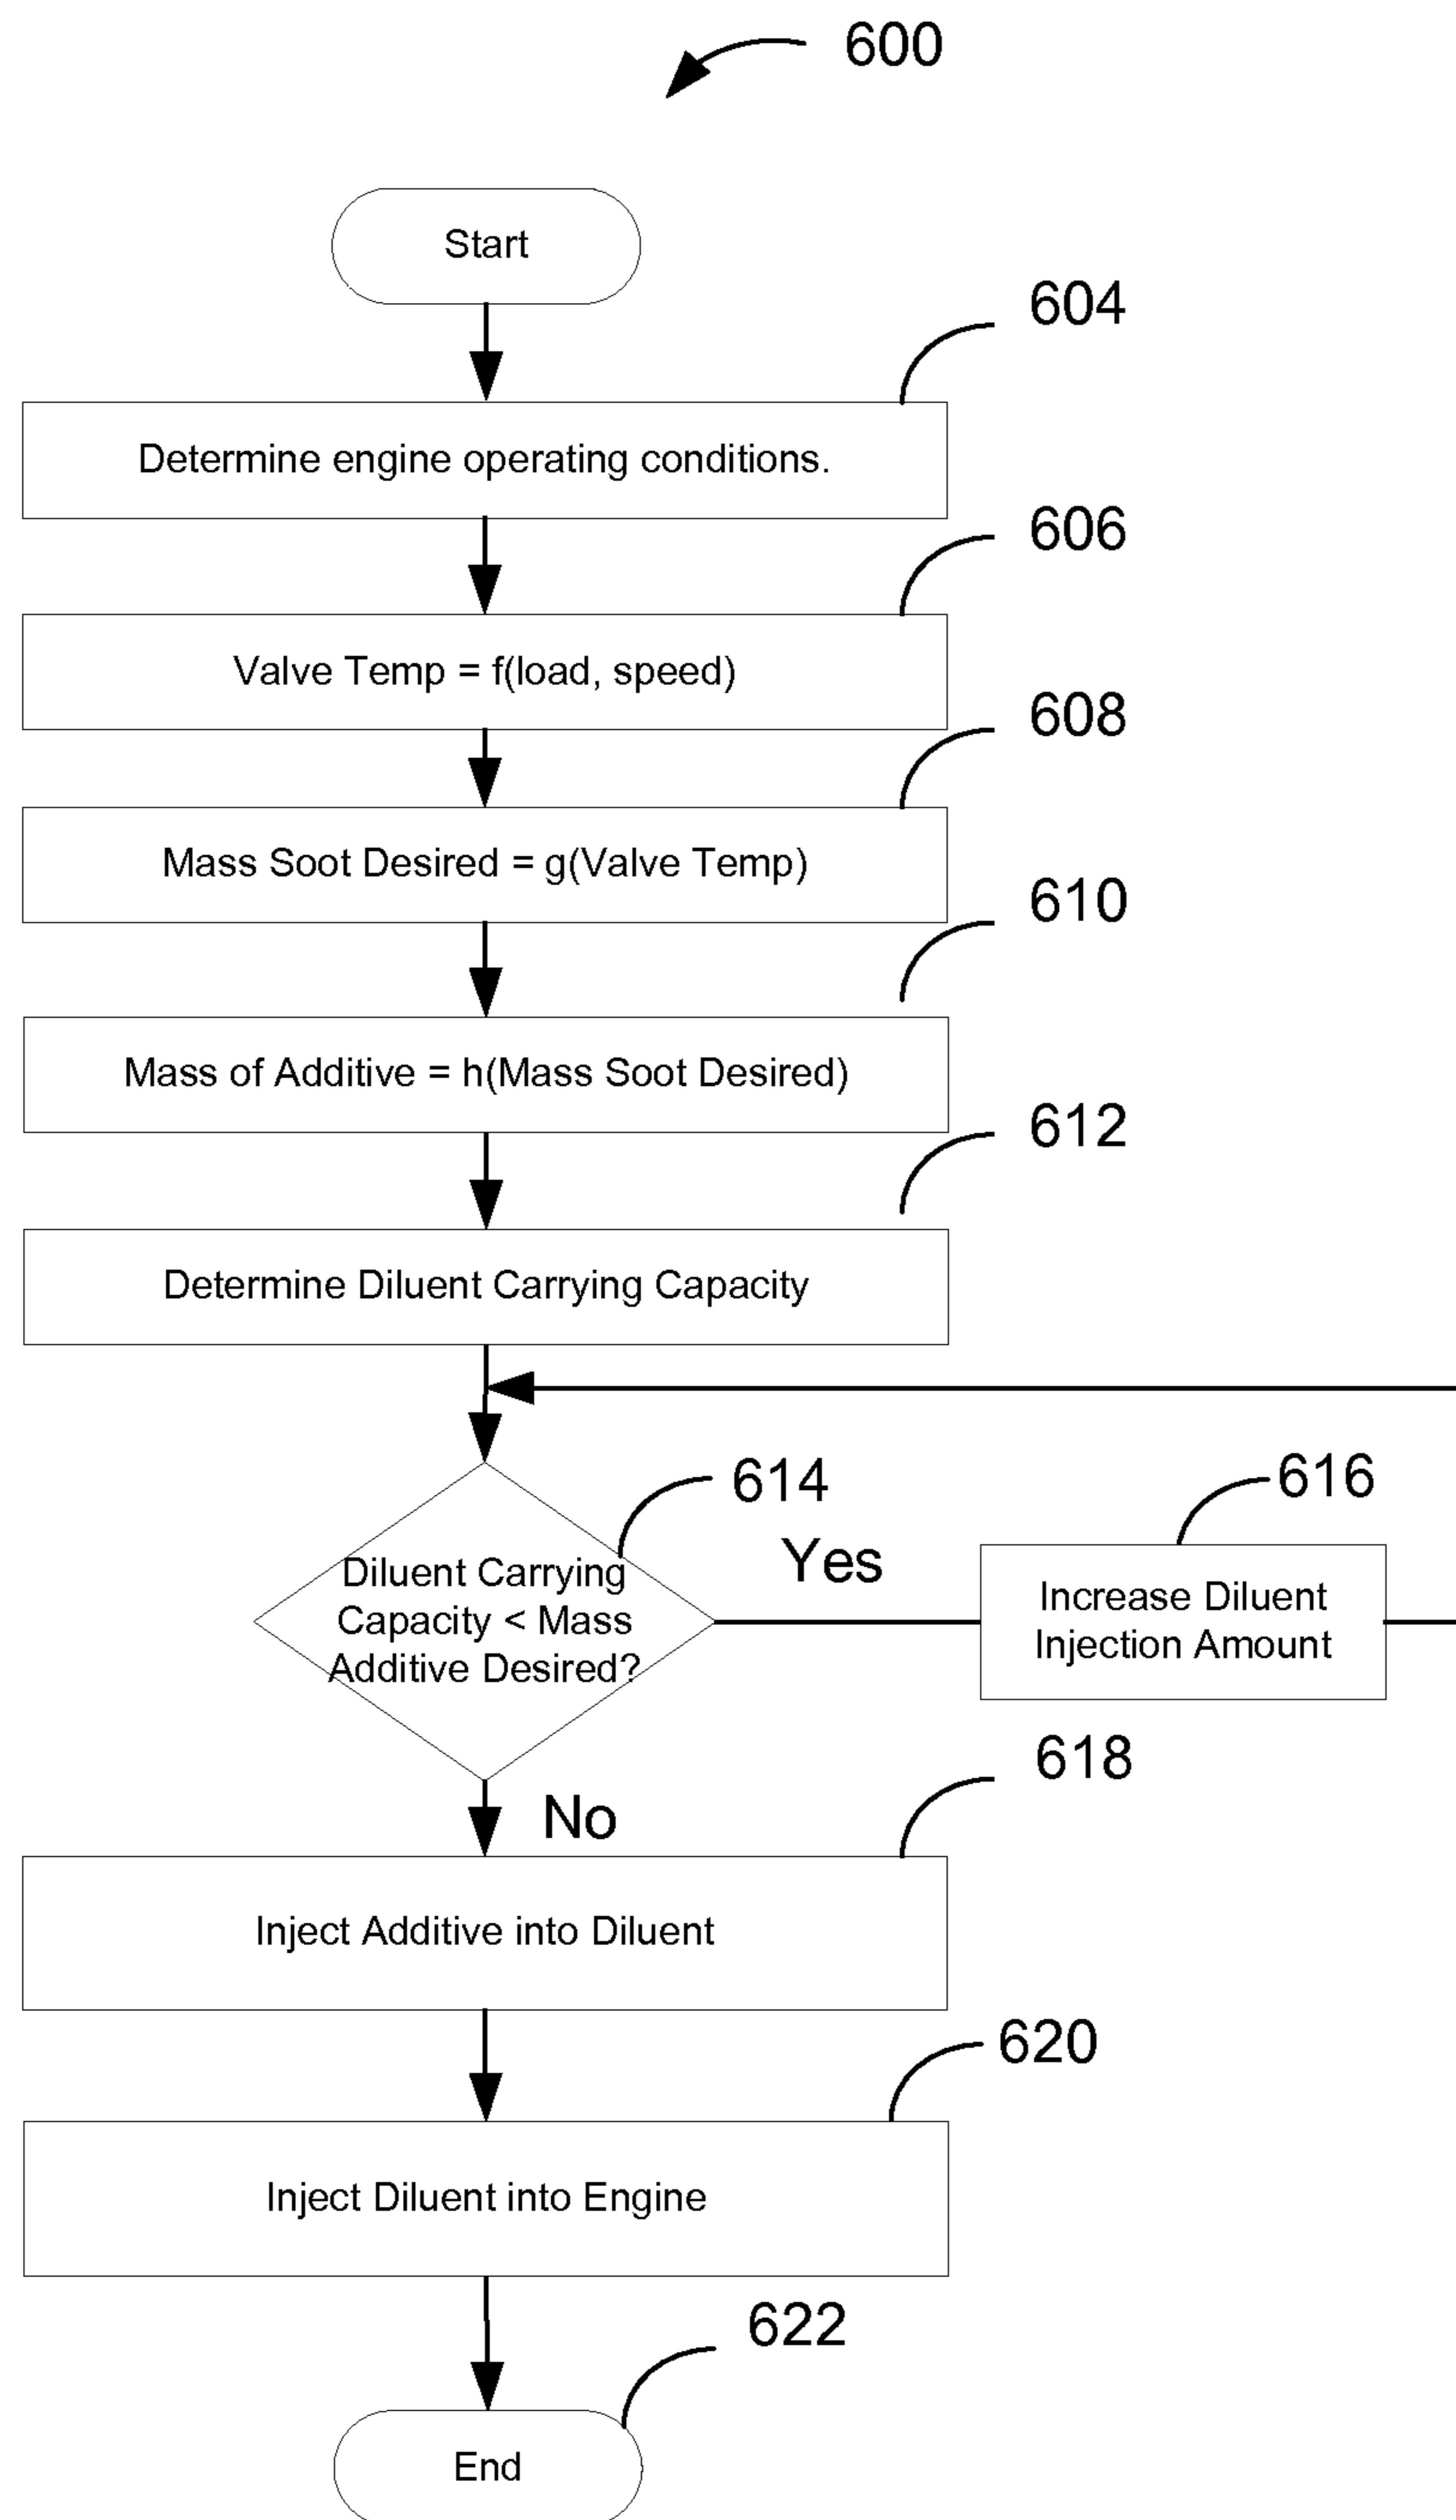 600
Start
604
Determine engine operating conditions.
606
Valve Temp = f(load, speed)
608
Mass Soot Desired = g(Valve Temp)
610
Mass of Additive = h(Mass Soot Desired)
612
Determine Diluent Carrying Capacity
614
Diluent Carrying
Capacity < Mass
Additive Desired?
Yes
616
Increase Diluent
Injection Amount
No
618
Inject Additive into Diluent
620
Inject Diluent into Engine
622
End